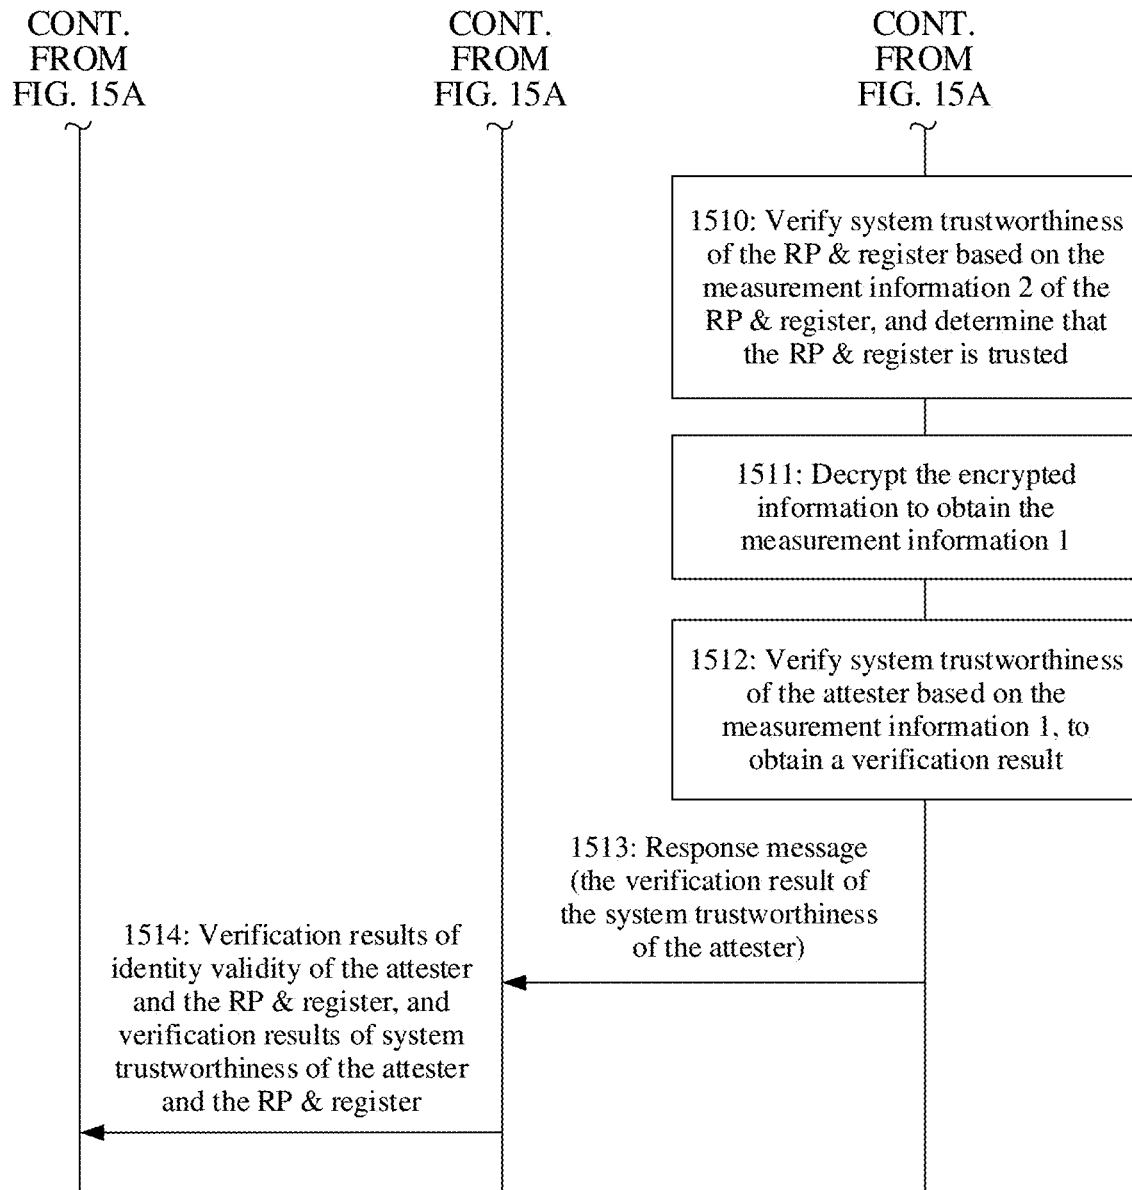 CONT.
FROM
FIG. 15A
CONT.
FROM
FIG. 15A
CONT.
FROM
FIG. 15A
1510: Verify system trustworthiness
of the RP & register based on the
measurement information 2 of the
RP & register, and determine that
the RP & register is trusted
1511: Decrypt the encrypted
information to obtain the
measurement information 1
1512: Verify system trustworthiness
of the attester based on the
measurement information 1, to
obtain a verification result
1513: Response message
(the verification result of
the system trustworthiness
of the attester)
1514: Verification results of
identity validity of the attester
and the RP & register, and
verification results of system
trustworthiness of the attester
and the RP & register